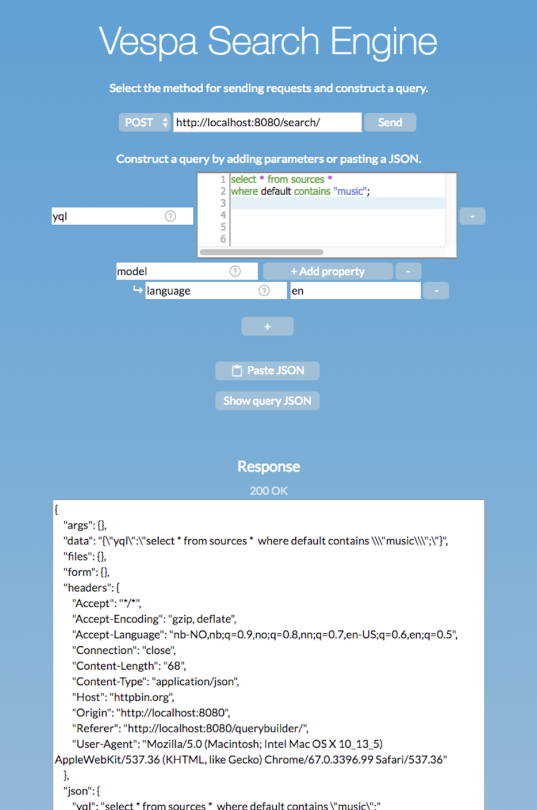 Vespa Search Engine
Select the method for sending requests and construct a query.
POST http://localhost:8080/search/ Send
Construct a query by adding parameters or pasting a JSON.
yql ?
1 select * from sources *
2 where default contains "music";
3
4
5
6
-
model ? + Add property -
↳ language ? en -
+
Paste JSON
Show query JSON
Response
200 OK
{
"args": {},
"data": "{\"yql\":\"select * from sources *  where default contains \\\"music\\\";\"}",
"files": {},
"form": {},
"headers": {
"Accept": "*/*",
"Accept-Encoding": "gzip, deflate",
"Accept-Language": "nb-NO,nb;q=0.9,no;q=0.8,nn;q=0.7,en-US;q=0.6,en;q=0.5",
"Connection": "close",
"Content-Length": "68",
"Content-Type": "application/json",
"Host": "httpbin.org",
"Origin": "http://localhost:8080",
"Referer": "http://localhost:8080/querybuilder/",
"User-Agent": "Mozilla/5.0 (Macintosh; Intel Mac OS X 10_13_5)
AppleWebKit/537.36 (KHTML, like Gecko) Chrome/67.0.3396.99 Safari/537.36"
},
"json": {
"yql": "select * from sources *  where default contains \"music\";"